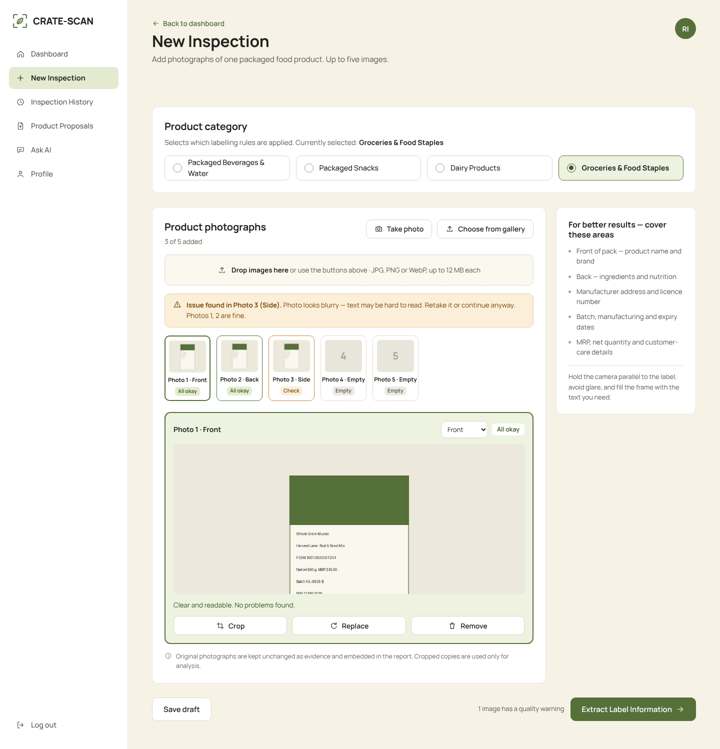 CRATE-SCAN
Dashboard
New Inspection
Inspection History
Product Proposals
Ask AI
Profile
Log out
← Back to dashboard
New Inspection
Add photographs of one packaged food product. Up to five images.
RI
Product category
Selects which labelling rules are applied. Currently selected: Groceries & Food Staples
Packaged Beverages &
Water
Packaged Snacks
Dairy Products
Groceries & Food Staples
Product photographs
3 of 5 added
Take photo
Choose from gallery
Drop images here or use the buttons above · JPG, PNG or WebP, up to 12 MB each
Issue found in Photo 3 (Side). Photo looks blurry — text may be hard to read. Retake it or continue anyway.
Photos 1, 2 are fine.
Photo 1 · Front
All okay
Photo 2 · Back
All okay
Photo 3 · Side
Check
4
Photo 4 · Empty
Empty
5
Photo 5 · Empty
Empty
Photo 1 · Front
Front
All okay
Clear and readable. No problems found.
Crop
Replace
Remove
Original photographs are kept unchanged as evidence and embedded in the report. Cropped copies are used only for
analysis.
For better results — cover
these areas
Front of pack — product name and
brand
Back — ingredients and nutrition
Manufacturer address and licence
number
Batch, manufacturing and expiry
dates
MRP, net quantity and customer-
care details
Hold the camera parallel to the label,
avoid glare, and fill the frame with
the text you need.
Save draft
1 image has a quality warning
Extract Label Information →